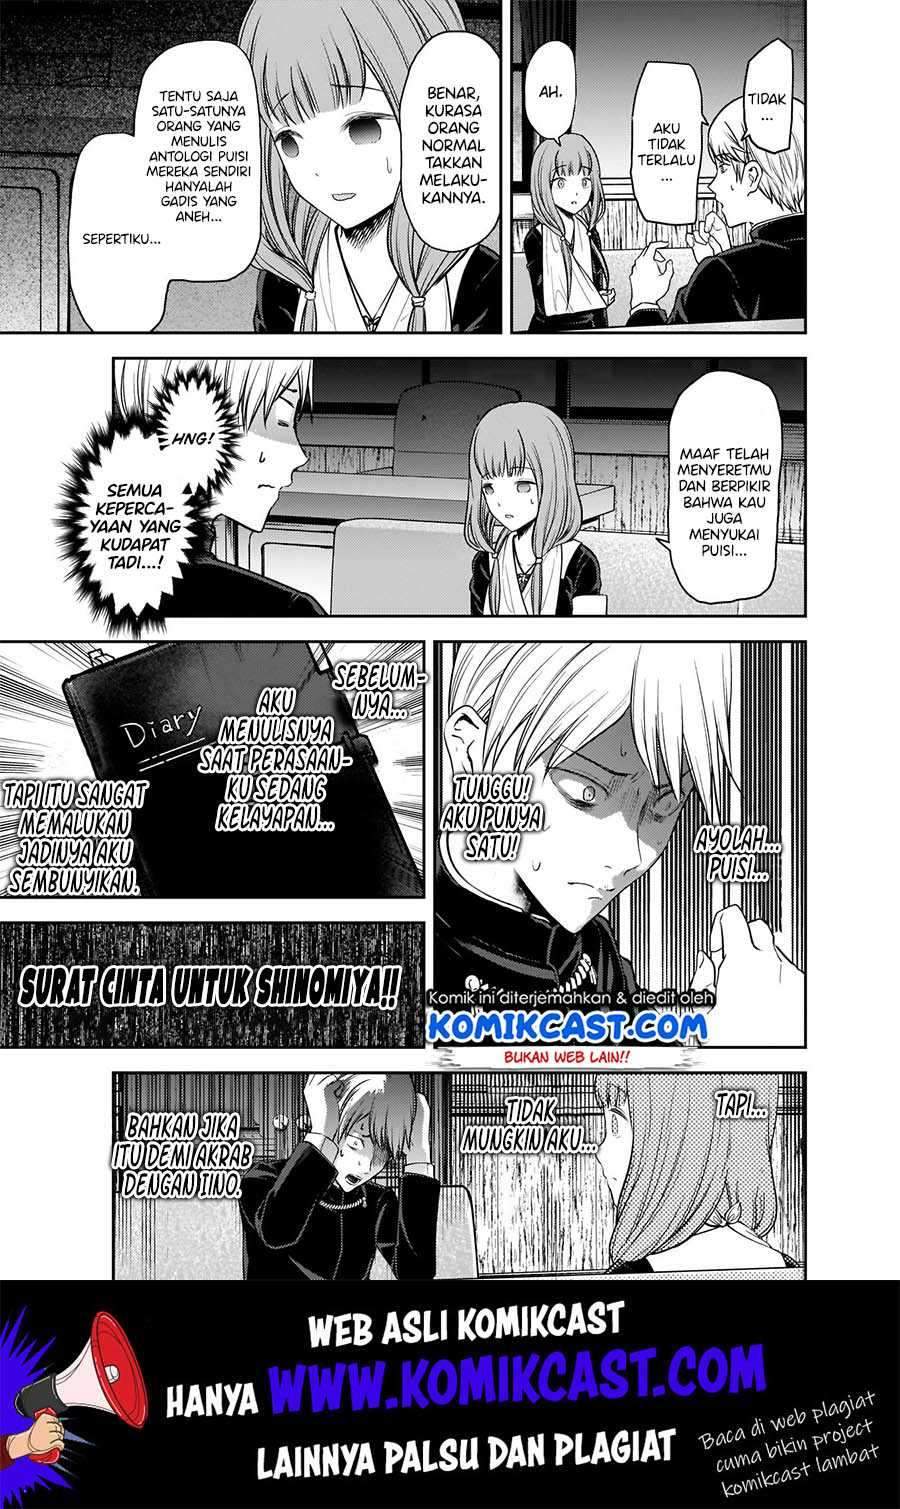 TIDAK
...
AKU
TIDAK
TERLALU
...
AH.
BENAR,
KURASA
ORANG
NORMAL
TAKKAN
MELAKU-
KANNYA.
TENTU SAJA
SATU-SATUNYA
ORANG YANG
MENULIS
ANTOLOGI PUISI
MEREKA SENDIRI
HANYALAH
GADIS YANG
ANEH...
SEPERTIKU...
MAAF TELAH
MENYERETMU
DAN BERPIKIR
BAHWA KAU
JUGA
MENYUKAI
PUISI...
HNG!
SEMUA
KEPERCA-
YAAN YANG
KUDAPAT
TADI...!
AYOLAH...
PUISI...
TUNGGU!
AKU PUNYA
SATU!
SEBELUM-
NYA...
AKU
MENULISNYA
SAAT PERASAAN-
KU SEDANG
KELAYAPAN...
Diary
TAPI ITU SANGAT
MEMALUKAN
JADINYA AKU
SEMBUNYIKAN.
SURAT CINTA UNTUK SHINOMIYA!!
Komik ini diterjemahkan & diedit oleh
KOMIKCAST.COM
BUKAN WEB LAIN!!
TAPI...
TIDAK
MUNGKIN AKU...
BAHKAN JIKA
ITU DEMI AKRAB
DENGAN IINO.
WEB ASLI KOMIKCAST
HANYA WWW.KOMIKCAST.COM
LAINNYA PALSU DAN PLAGIAT
Baca di web plagiat
cuma bikin project
komikcast lambat